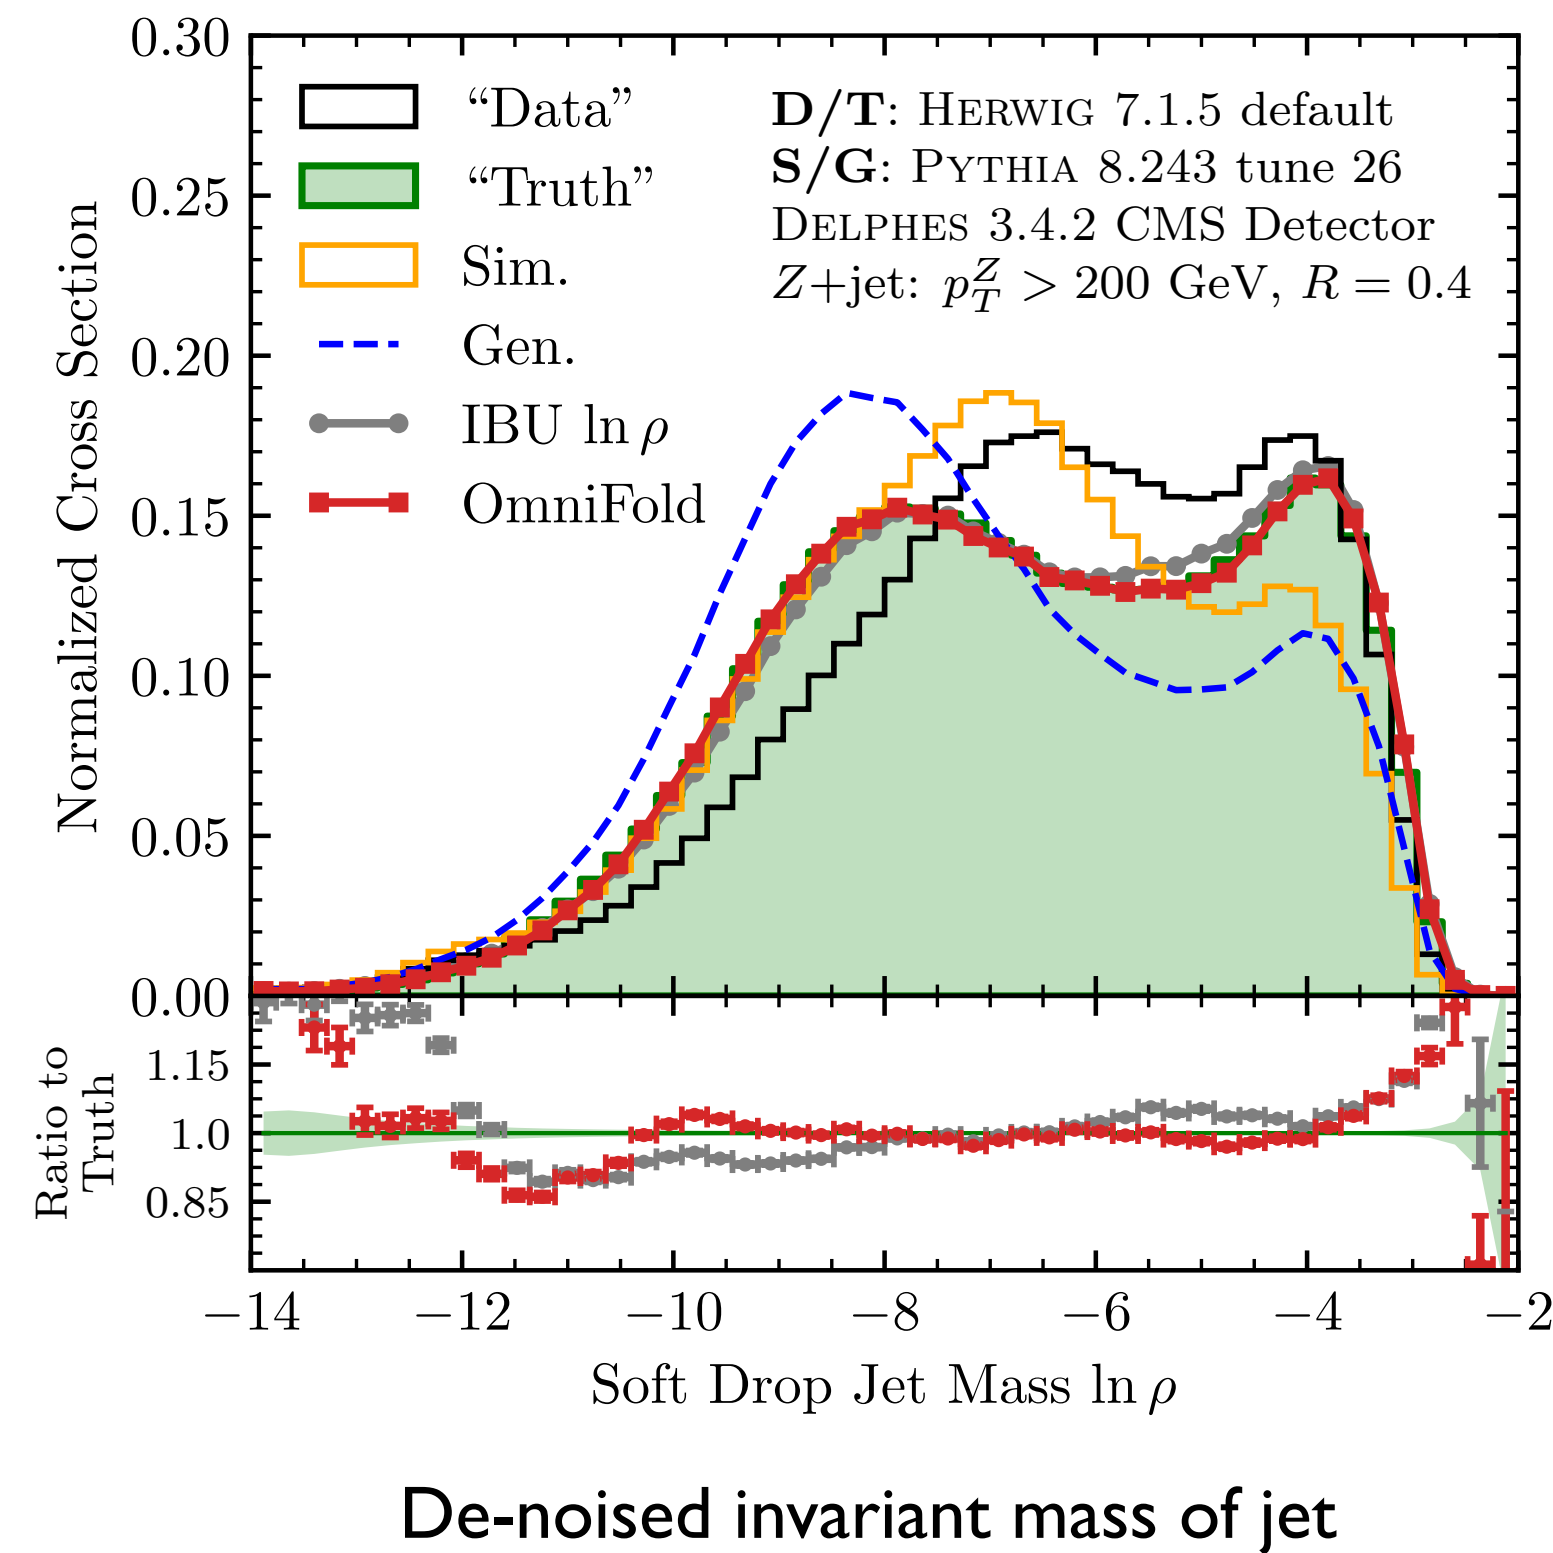 0.30
0.25
0.20
0.15
0.10
0.05
0.00
Normalized Cross Section
“Data”
“Truth”
Sim.
Gen.
IBU ln ρ
OmniFold
D/T: Herwig 7.1.5 default
S/G: Pythia 8.243 tune 26
Delphes 3.4.2 CMS Detector
Z+jet: p_T^Z > 200 GeV, R = 0.4
1.15
1.0
0.85
Ratio to
Truth
−14 −12 −10 −8 −6 −4 −2
Soft Drop Jet Mass ln ρ
De-noised invariant mass of jet